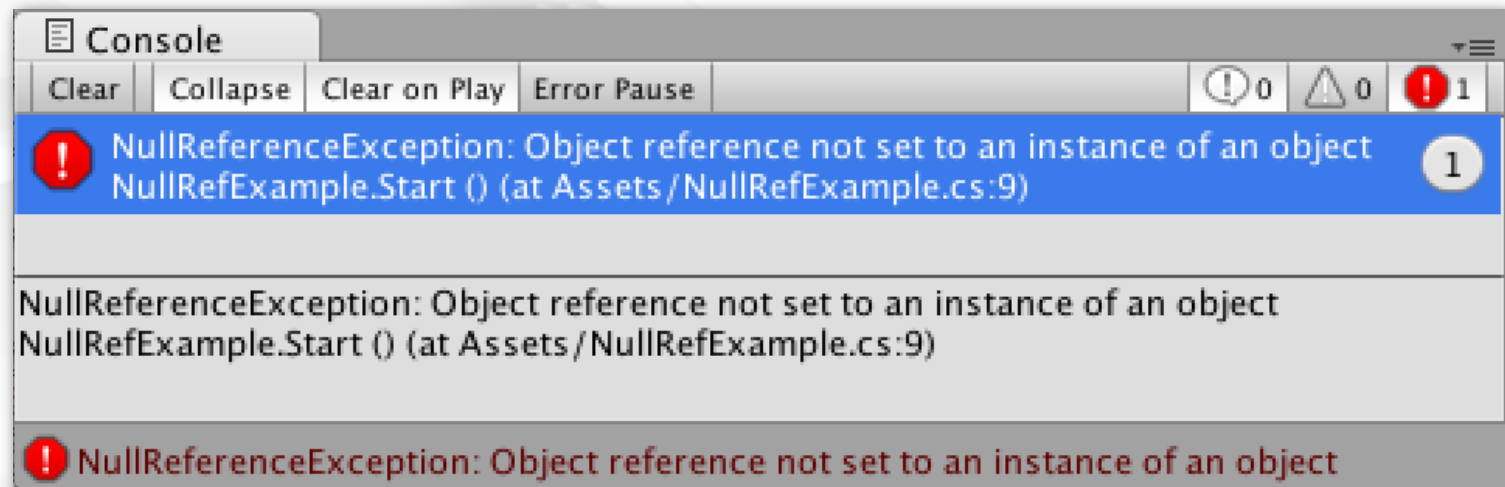 Console
Clear Collapse Clear on Play Error Pause 0 0 1
NullReferenceException: Object reference not set to an instance of an object
NullRefExample.Start () (at Assets/NullRefExample.cs:9)
1
NullReferenceException: Object reference not set to an instance of an object
NullRefExample.Start () (at Assets/NullRefExample.cs:9)
NullReferenceException: Object reference not set to an instance of an object